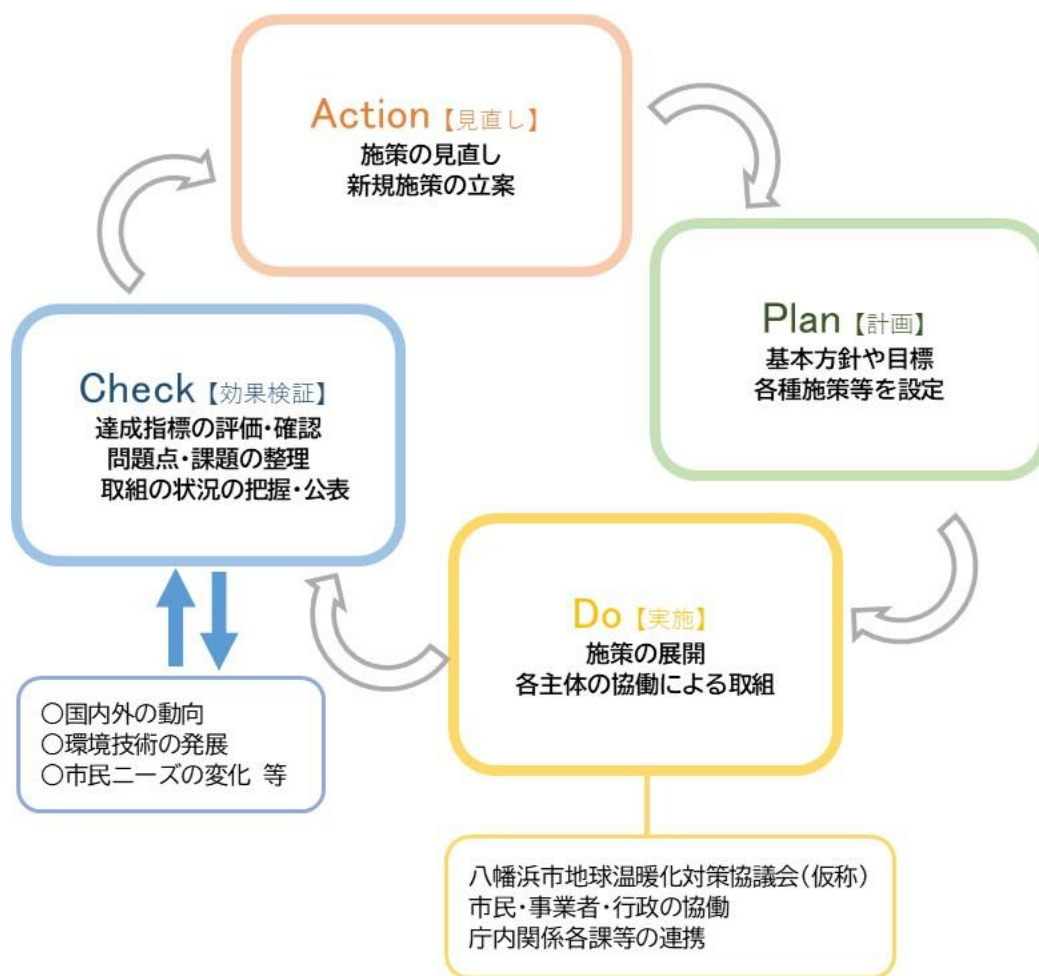 Action【見直し】
施策の見直し
新規施策の立案
Plan【計画】
基本方針や目標
各種施策等を設定
Check【効果検証】
達成指標の評価・確認
問題点・課題の整理
取組の状況の把握・公表
Do【実施】
施策の展開
各主体の協働による取組
○国内外の動向
○環境技術の発展
○市民ニーズの変化 等
八幡浜市地球温暖化対策協議会(仮称)
市民・事業者・行政の協働
庁内関係各課等の連携